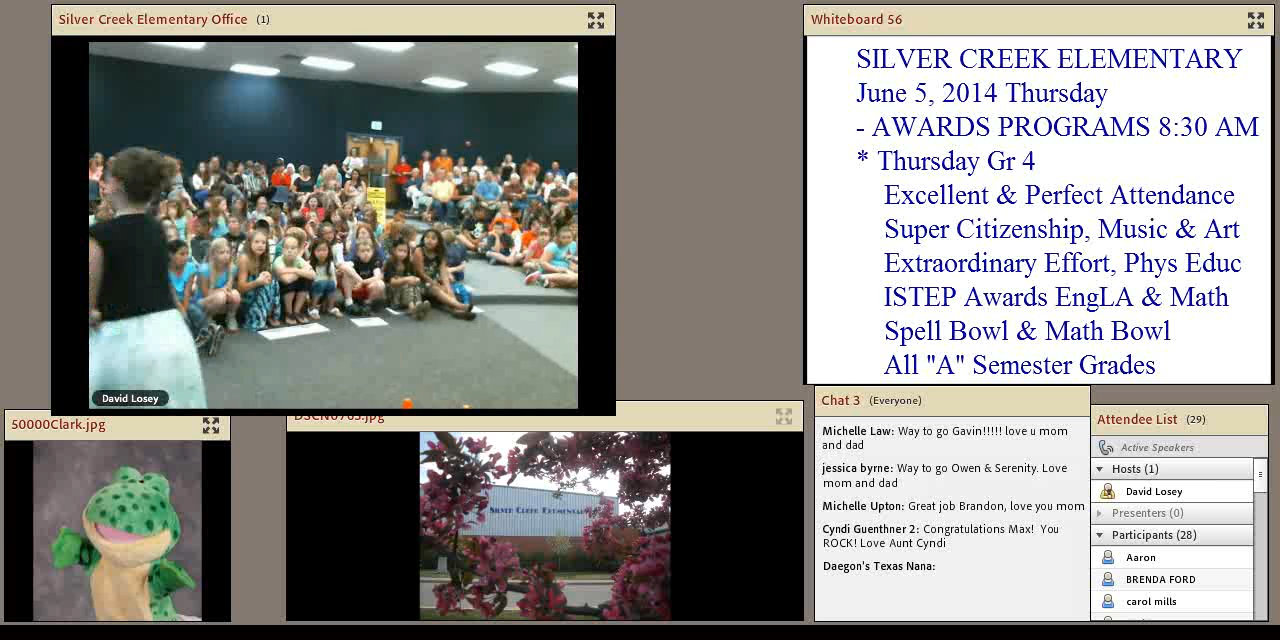 Silver Creek Elementary Office (1)
David Losey
Whiteboard 56
SILVER CREEK ELEMENTARY
June 5, 2014 Thursday
- AWARDS PROGRAMS 8:30 AM
* Thursday Gr 4
Excellent & Perfect Attendance
Super Citizenship, Music & Art
Extraordinary Effort, Phys Educ
ISTEP Awards EngLA & Math
Spell Bowl & Math Bowl
All "A" Semester Grades
50000Clark.jpg
SILVER CREEK ELEMENTARY
Chat 3 (Everyone)
Michelle Law: Way to go Gavin!!!!! love u mom
and dad
jessica byrne: Way to go Owen & Serenity. Love
mom and dad
Michelle Upton: Great job Brandon, love you mom
Cyndi Guenthner 2: Congratulations Max! You
ROCK! Love Aunt Cyndi
Daegon's Texas Nana:
Attendee List (29)
Active Speakers
Hosts (1)
David Losey
Presenters (0)
Participants (28)
Aaron
BRENDA FORD
carol mills